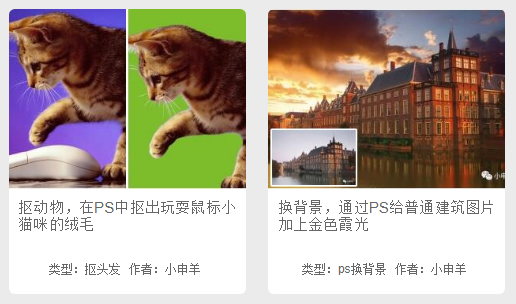 抠动物，在PS中抠出玩耍鼠标小
猫咪的绒毛
类型：抠头发 作者：小申羊
换背景，通过PS给普通建筑图片
加上金色霞光
类型：ps换背景 作者：小申羊